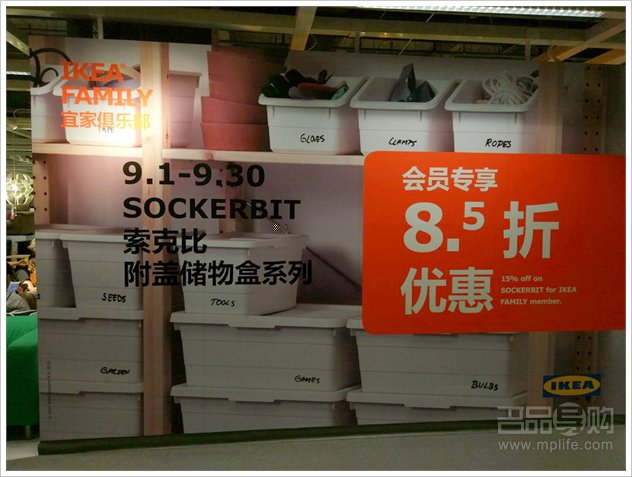 IKEA
FAMILY
宜家俱乐部
TAPE
GLOVES
CLAMPS
ROPES
9.1-9.30
SOCKERBIT
索克比
附盖储物盒系列
会员专享
8.5 折
优惠
15% off on
SOCKERBIT for IKEA
FAMILY member.
SEEDS
TOOLS
GARDEN
GAMES
BULBS
IKEA
名品导购
www.mplife.com